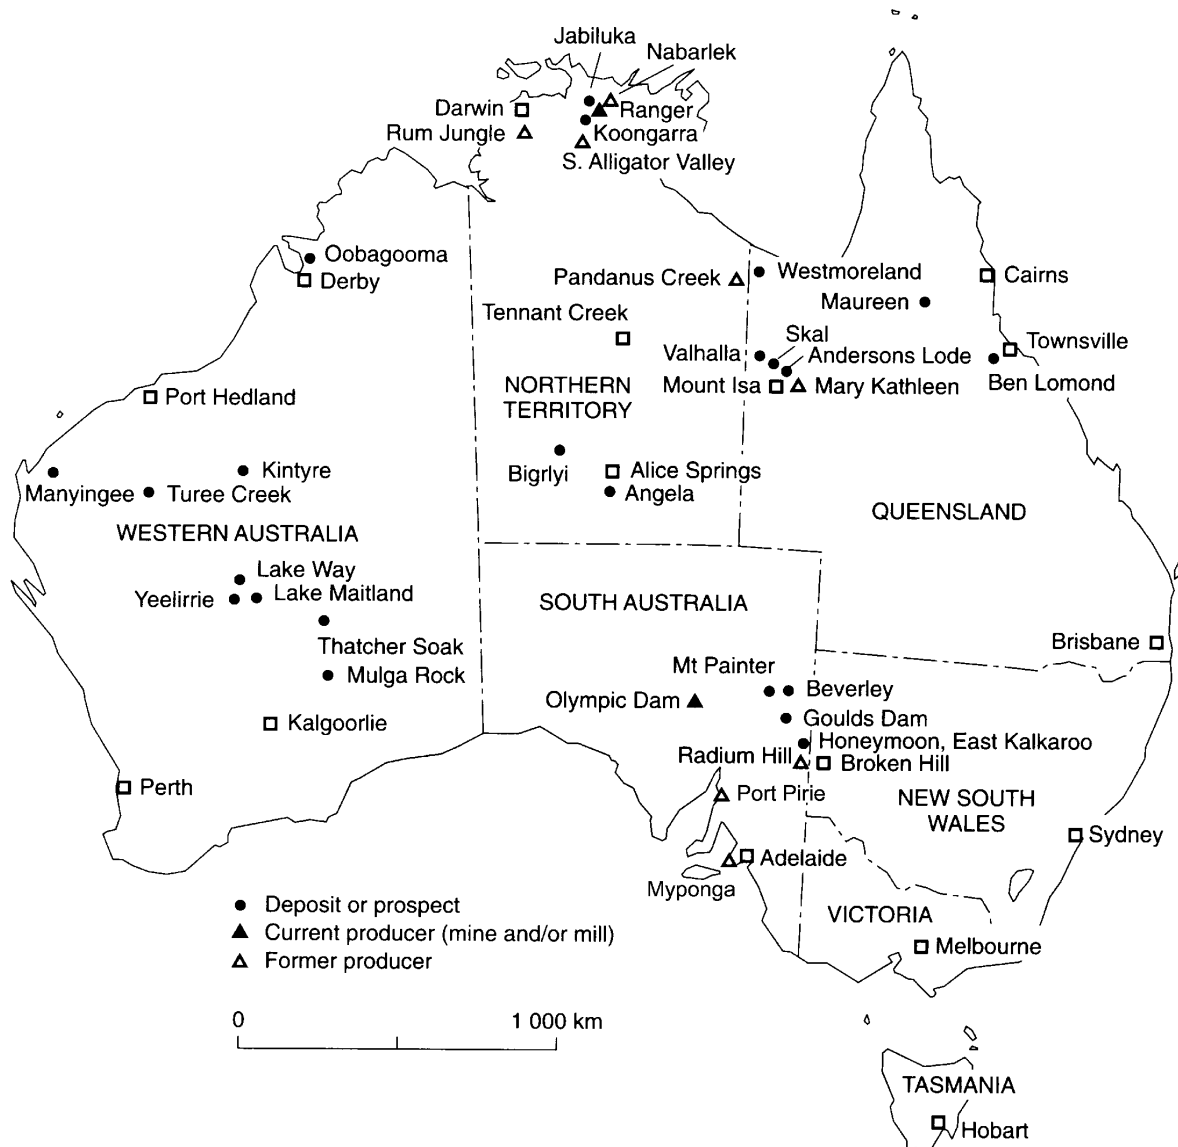 Jabiluka
Nabarlek
Darwin
Ranger
Rum Jungle
Koongarra
S. Alligator Valley
Oobagooma
Derby
Pandanus Creek
Westmoreland
Cairns
Maureen
Tennant Creek
Skal
Townsville
Valhalla
Andersons Lode
Ben Lomond
Mount Isa
Mary Kathleen
NORTHERN
TERRITORY
Port Hedland
Kintyre
Bigrlyi
Alice Springs
Manyingee
Turee Creek
Angela
QUEENSLAND
WESTERN AUSTRALIA
Lake Way
Yeelirrie
Lake Maitland
SOUTH AUSTRALIA
Thatcher Soak
Brisbane
Mulga Rock
Mt Painter
Beverley
Olympic Dam
Goulds Dam
Kalgoorlie
Honeymoon, East Kalkaroo
Radium Hill
Broken Hill
Perth
Port Pirie
NEW SOUTH
WALES
Sydney
Adelaide
Myponga
VICTORIA
Melbourne
Deposit or prospect
Current producer (mine and/or mill)
Former producer
0
1 000 km
TASMANIA
Hobart